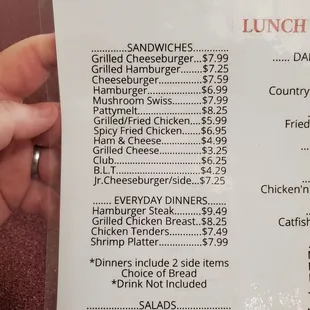 LUNCH
..............SANDWICHES.............
Grilled Cheeseburger...$7.99
Grilled Hamburger........$7.25
Cheeseburger..............$7.59
Hamburger...................$6.99
Mushroom Swiss..........$7.99
Pattymelt......................$8.25
Grilled/Fried Chicken....$5.99
Spicy Fried Chicken.......$6.95
Ham & Cheese..............$4.99
Grilled Cheese..............$3.25
Club..............................$6.25
B.L.T..............................$4.29
Jr.Cheeseburger/side...$7.25
....... EVERYDAY DINNERS.......
Hamburger Steak..........$9.49
Grilled Chicken Breast..$8.25
Chicken Tenders...........$7.49
Shrimp Platter...............$7.99
*Dinners include 2 side items
Choice of Bread
*Drink Not Included
....................SALADS....................
...... DA
Country
Fried
Chicken'n
Catfish